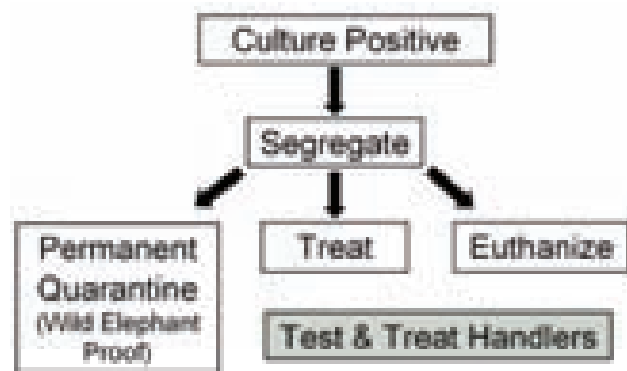 Culture Positive
Segregate
Permanent
Quarantine
(Wild Elephant
Proof)
Treat
Euthanize
Test & Treat Handlers